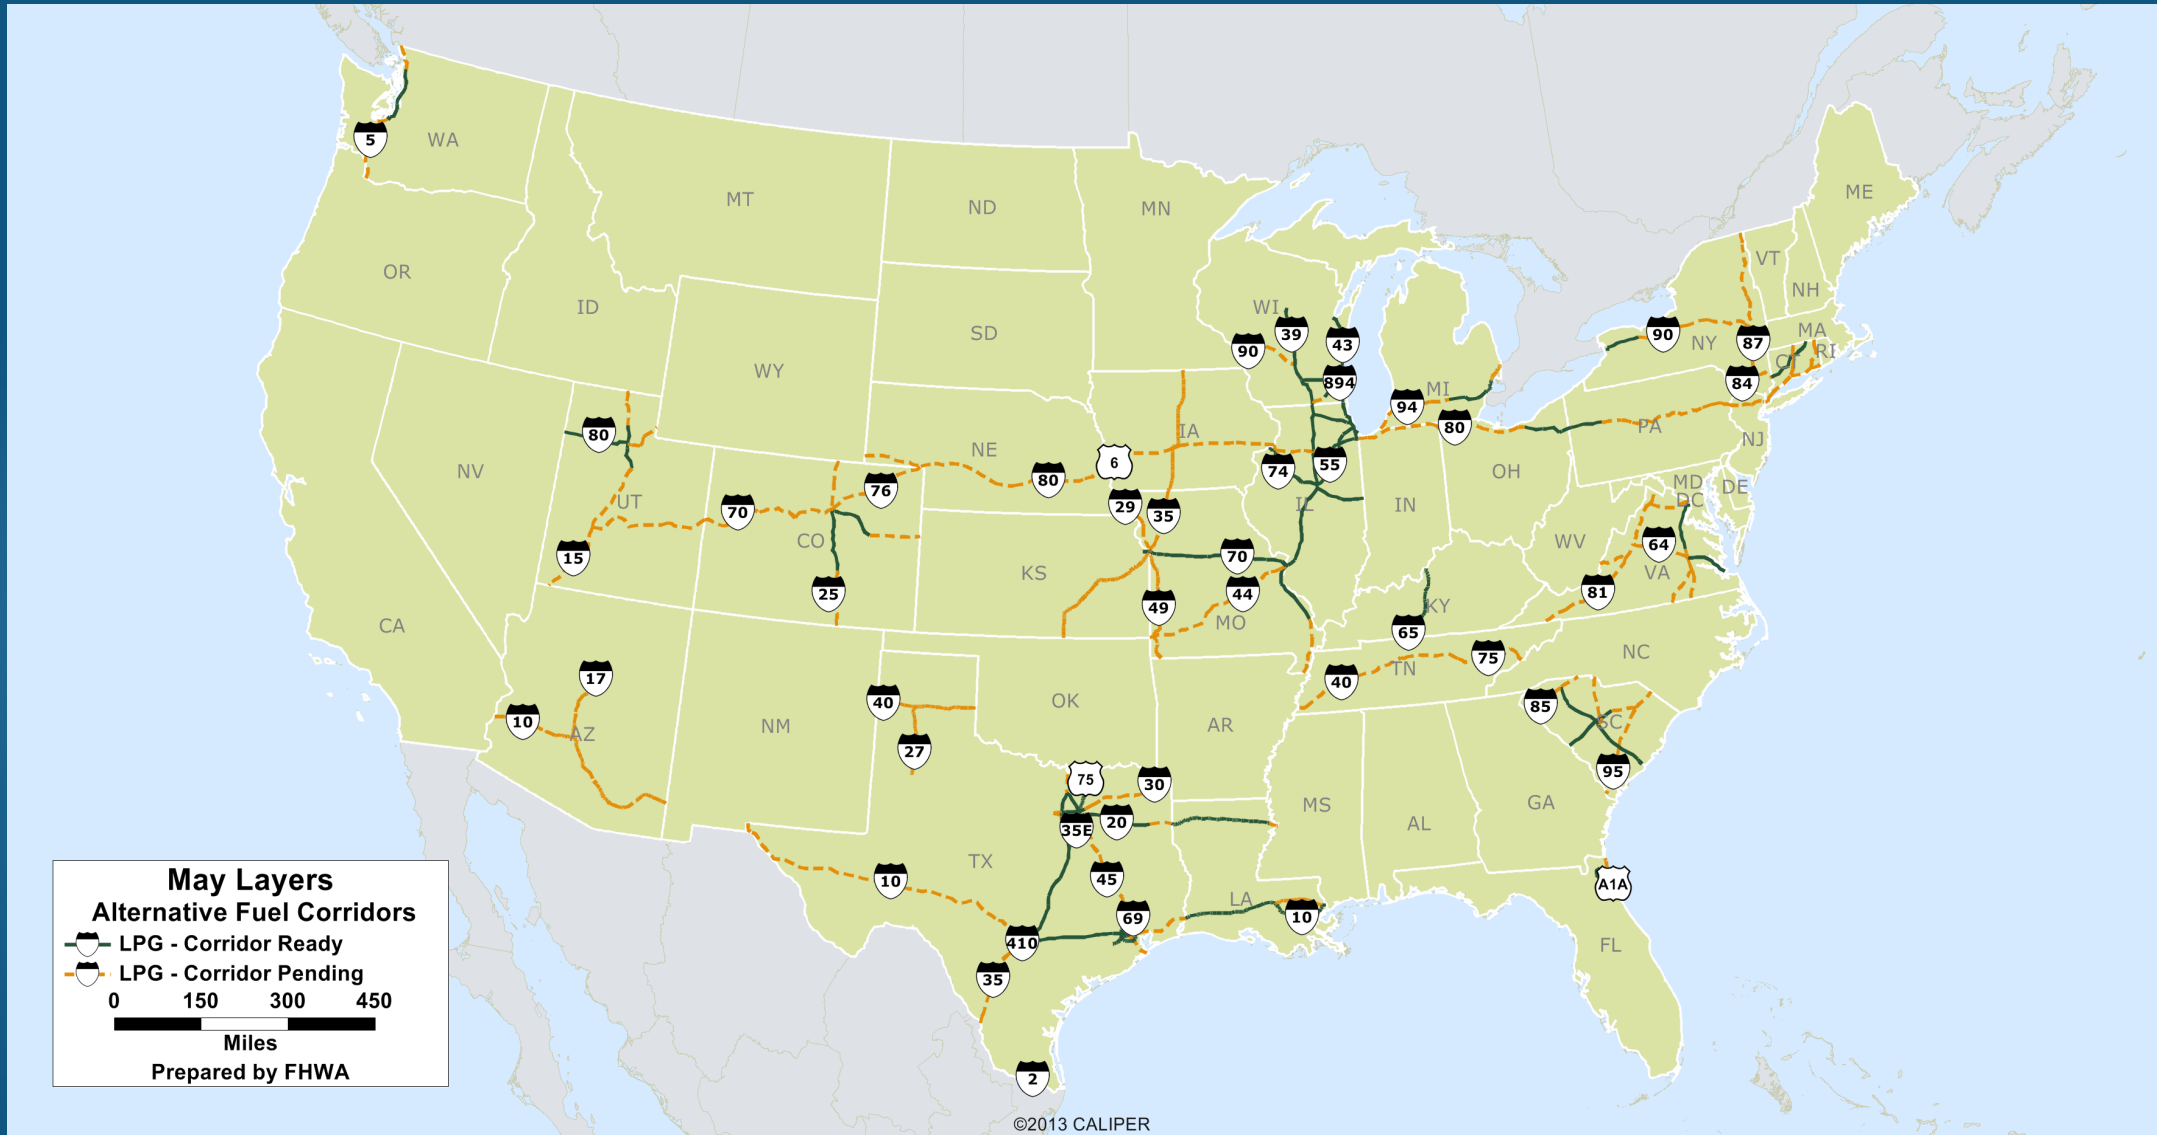 WA
5
MT
ND
MN
ME
OR
ID
VT
NH
WI
SD
39
43
90
90
87
NY
MA
RI
CT
WY
894
84
MI
94
80
80
IA
PA
NJ
NE
6
NV
OH
74
55
80
76
MD
DE
DC
UT
70
29
35
IL
IN
CO
64
WV
15
70
KS
VA
25
44
81
49
KY
CA
MO
65
NC
75
TN
17
40
40
OK
85
10
AZ
NM
AR
SC
27
75
30
95
MS
GA
20
35E
AL
TX
10
45
A1A
LA
69
10
410
FL
35
2
May Layers
Alternative Fuel Corridors
LPG - Corridor Ready
LPG - Corridor Pending
0 150 300 450
Miles
Prepared by FHWA
©2013 CALIPER